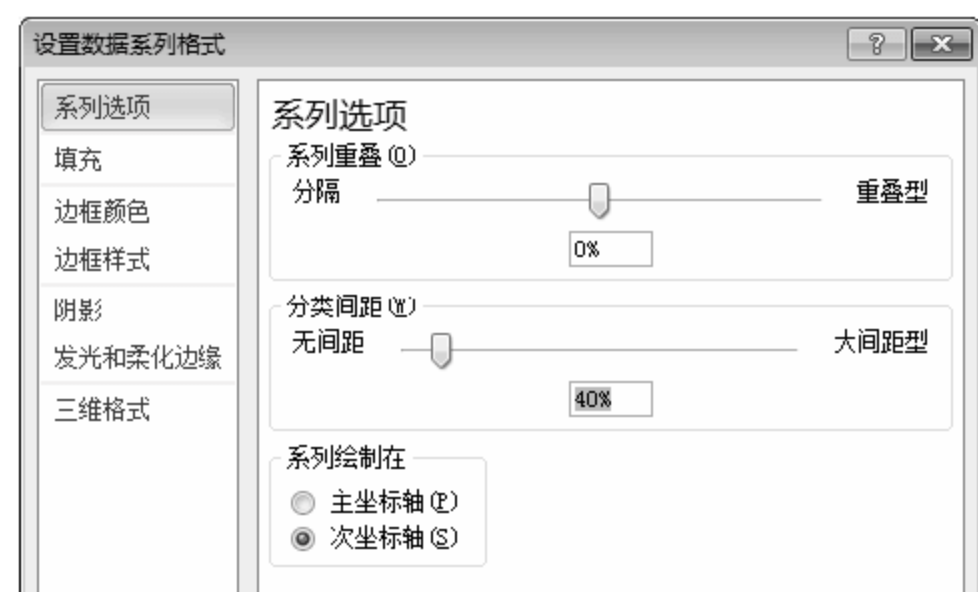 设置数据系列格式
系列选项
填充
边框颜色
边框样式
阴影
发光和柔化边缘
三维格式
系列选项
系列重叠(O)
分隔 重叠型
0%
分类间距(W)
无间距 大间距型
40%
系列绘制在
主坐标轴(P)
次坐标轴(S)